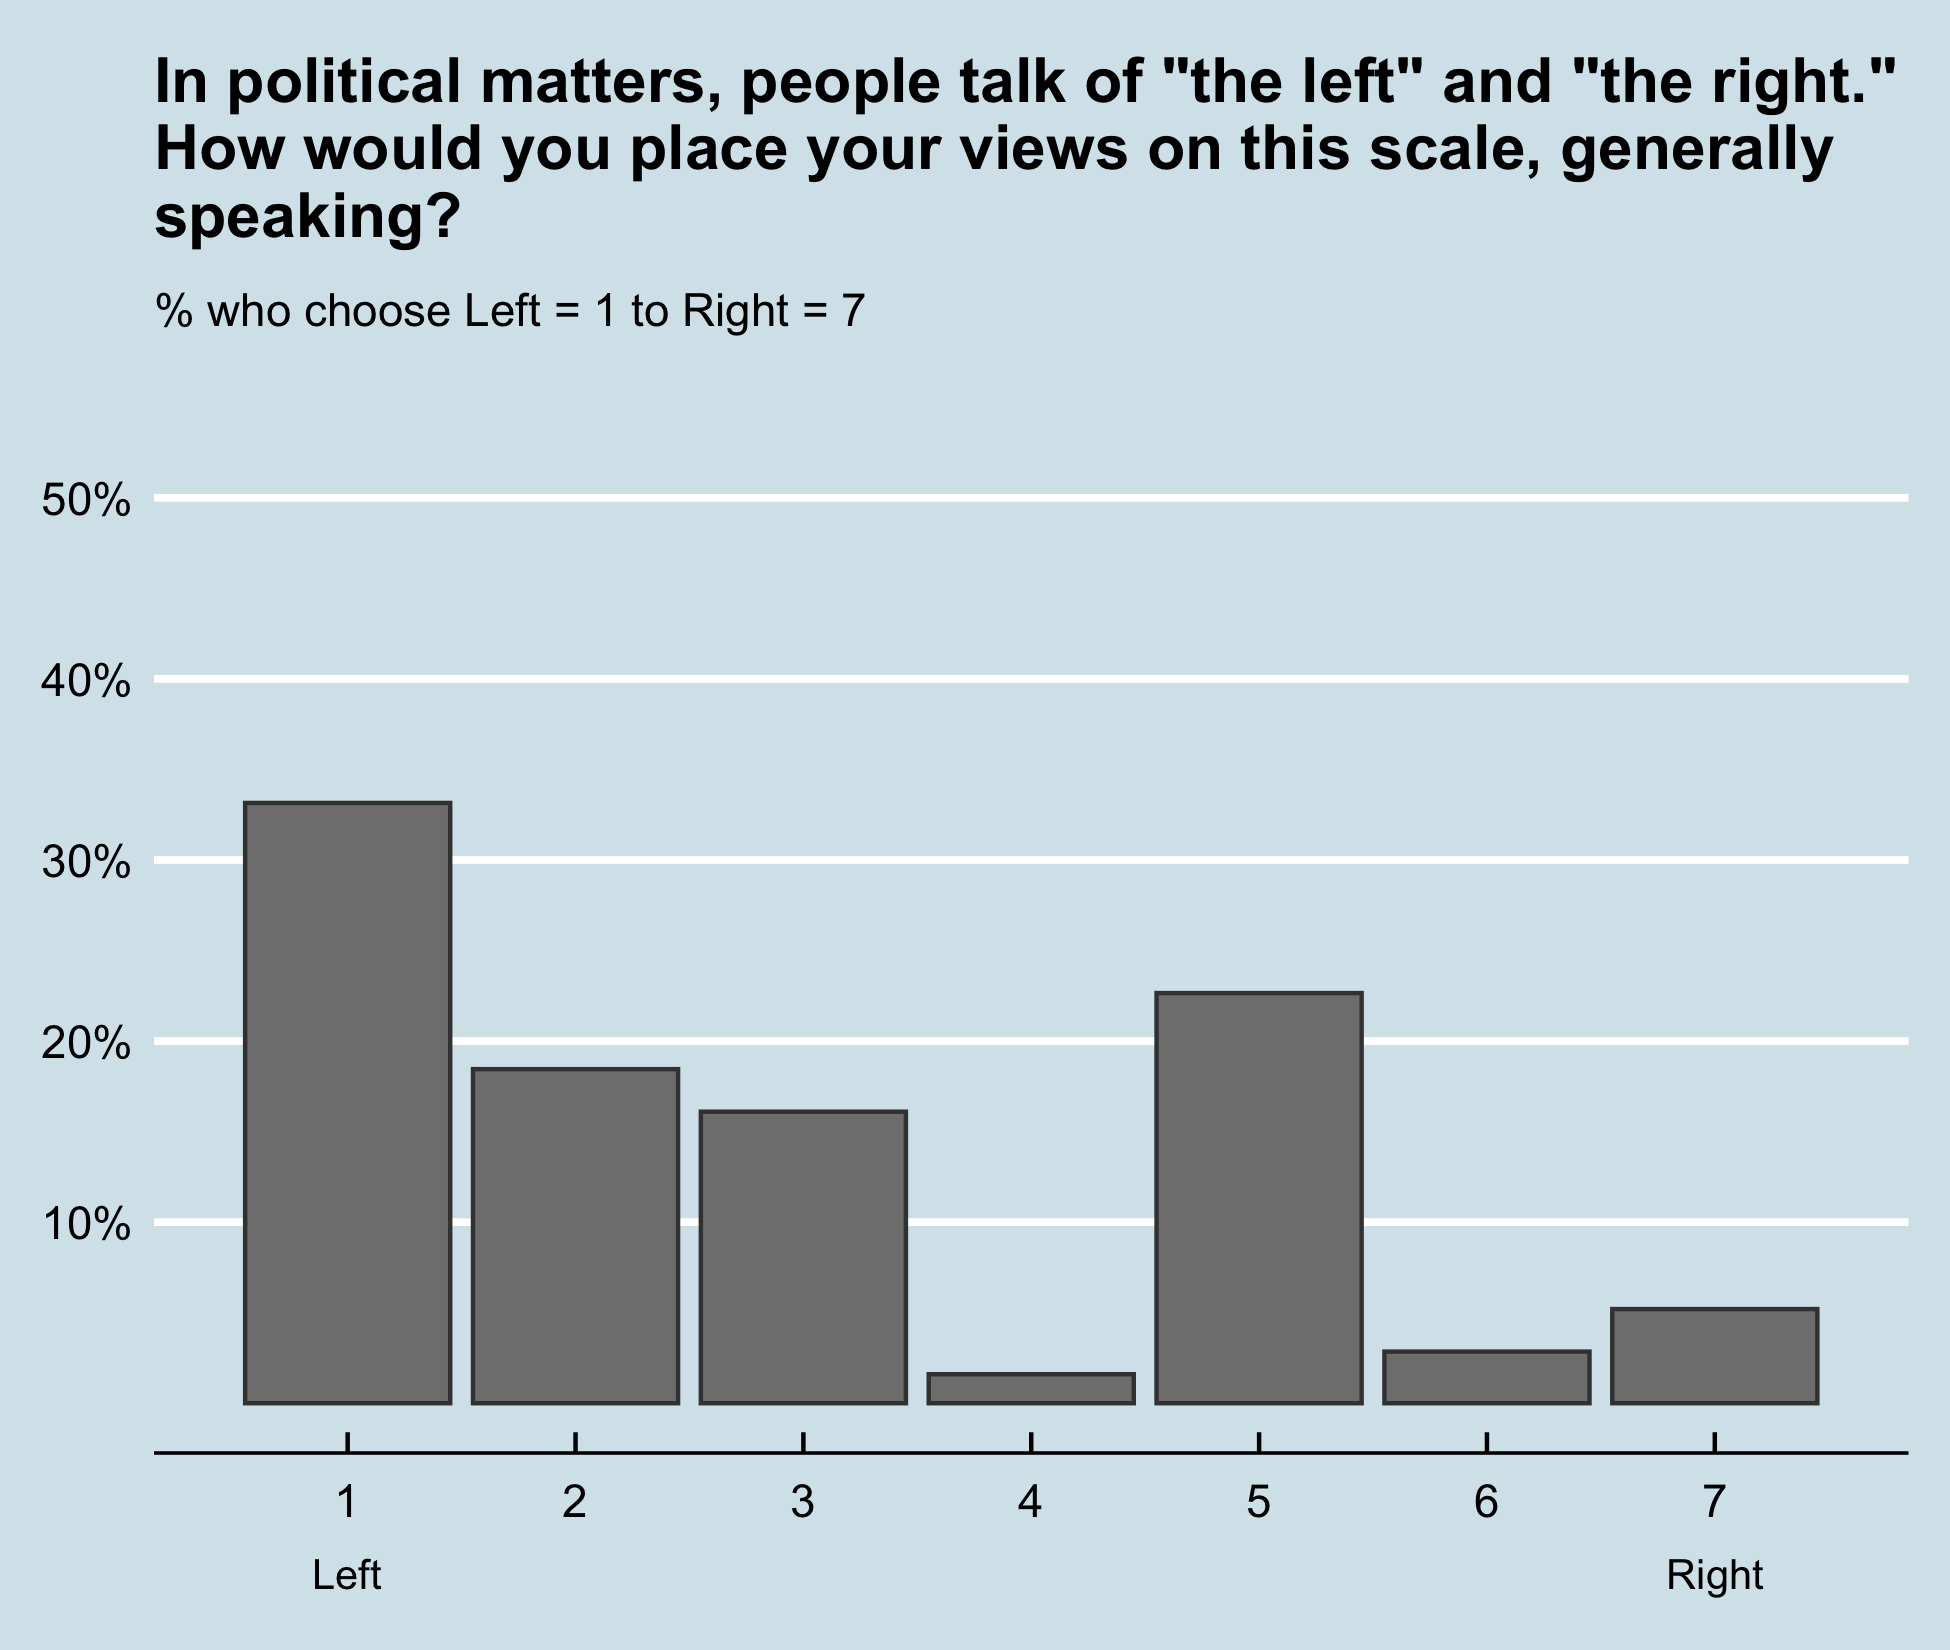 In political matters, people talk of "the left" and "the right."
How would you place your views on this scale, generally
speaking?
% who choose Left = 1 to Right = 7
50%
40%
30%
20%
10%
1 2 3 4 5 6 7
Left Right